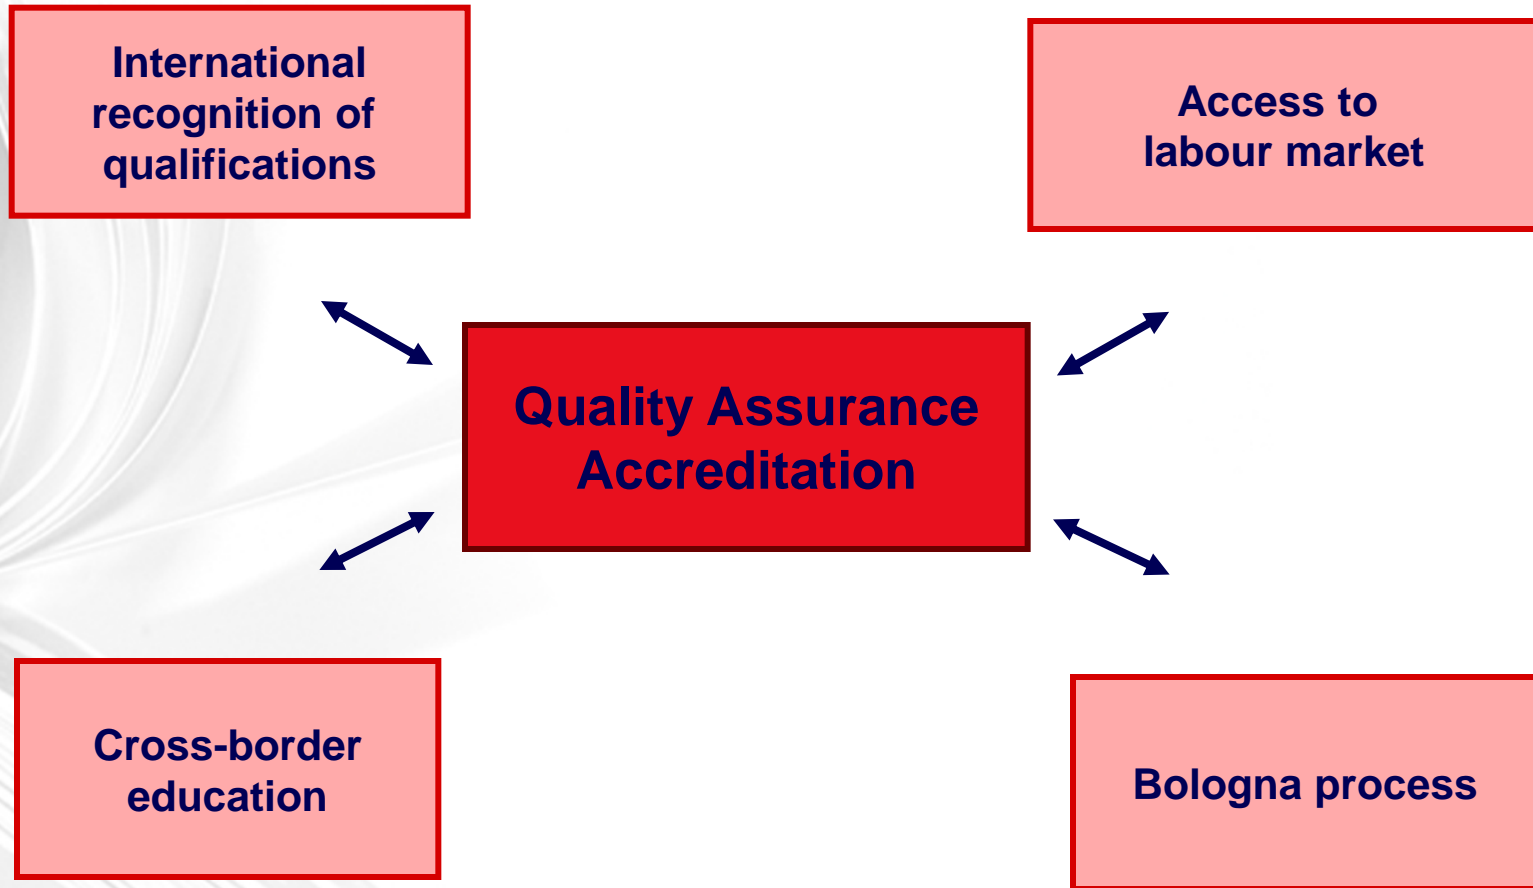 International
recognition of
qualifications
Access to
labour market
Quality Assurance
Accreditation
Cross-border
education
Bologna process